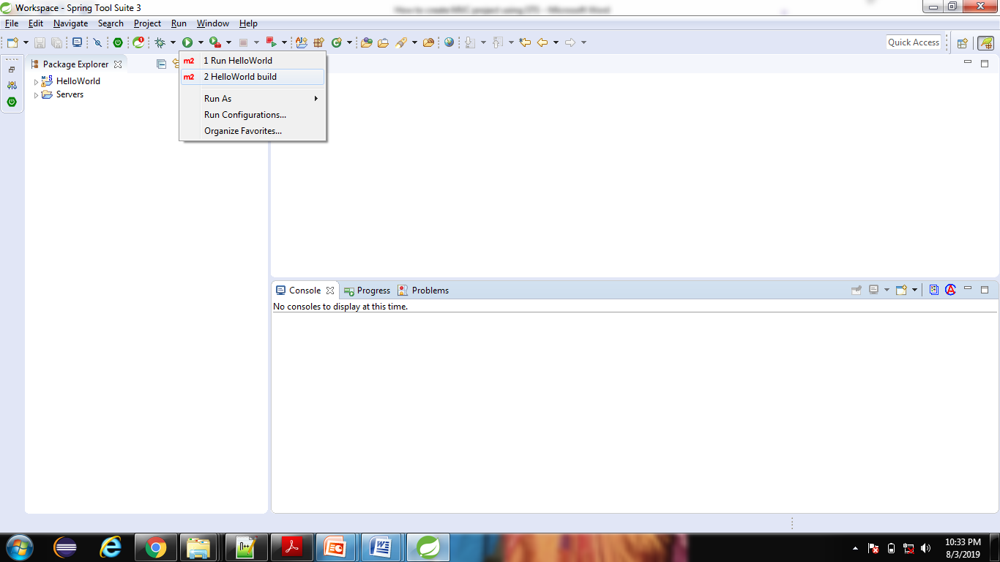 Workspace - Spring Tool Suite 3
How to create MVC project using STS - Microsoft Word
File Edit Navigate Search Project Run Window Help
Quick Access
Package Explorer
m2 1 Run HelloWorld
m2 2 HelloWorld build
Run As
Run Configurations...
Organize Favorites...
HelloWorld
Servers
Console Progress Problems
No consoles to display at this time.
10:33 PM
8/3/2019